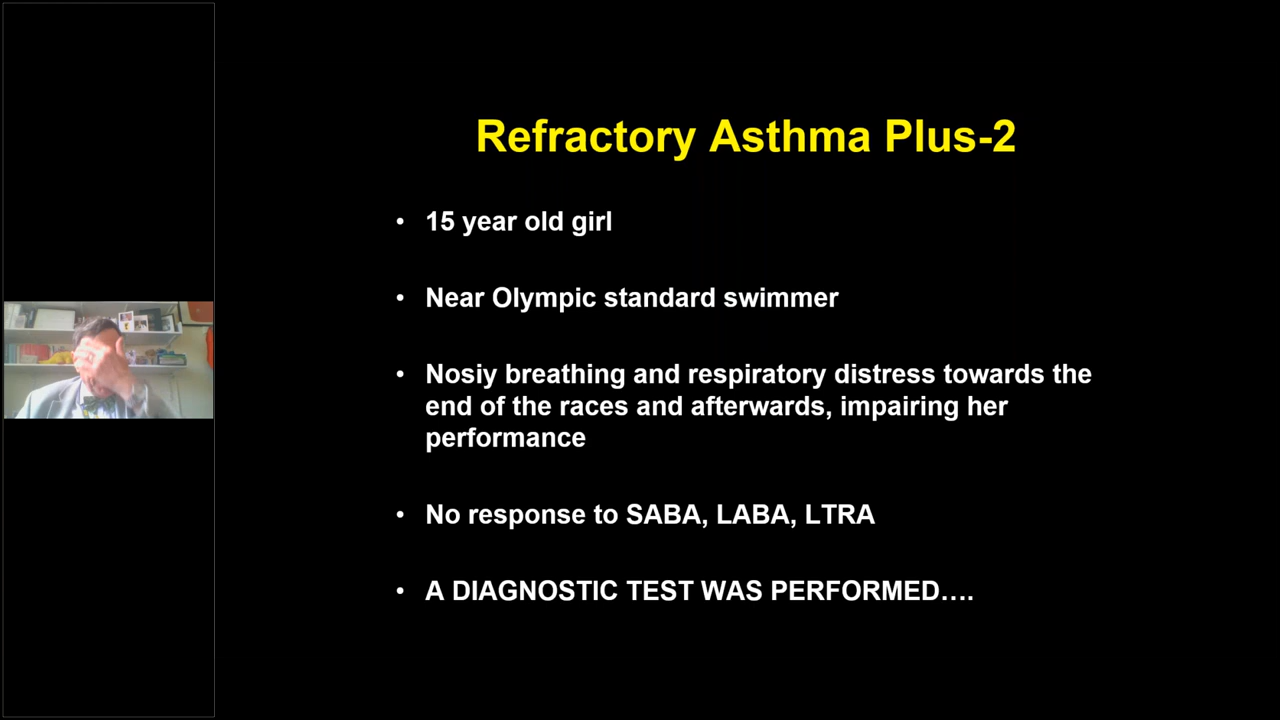 Refractory Asthma Plus-2
• 15 year old girl
• Near Olympic standard swimmer
• Nosiy breathing and respiratory distress towards the
end of the races and afterwards, impairing her
performance
• No response to SABA, LABA, LTRA
• A DIAGNOSTIC TEST WAS PERFORMED….